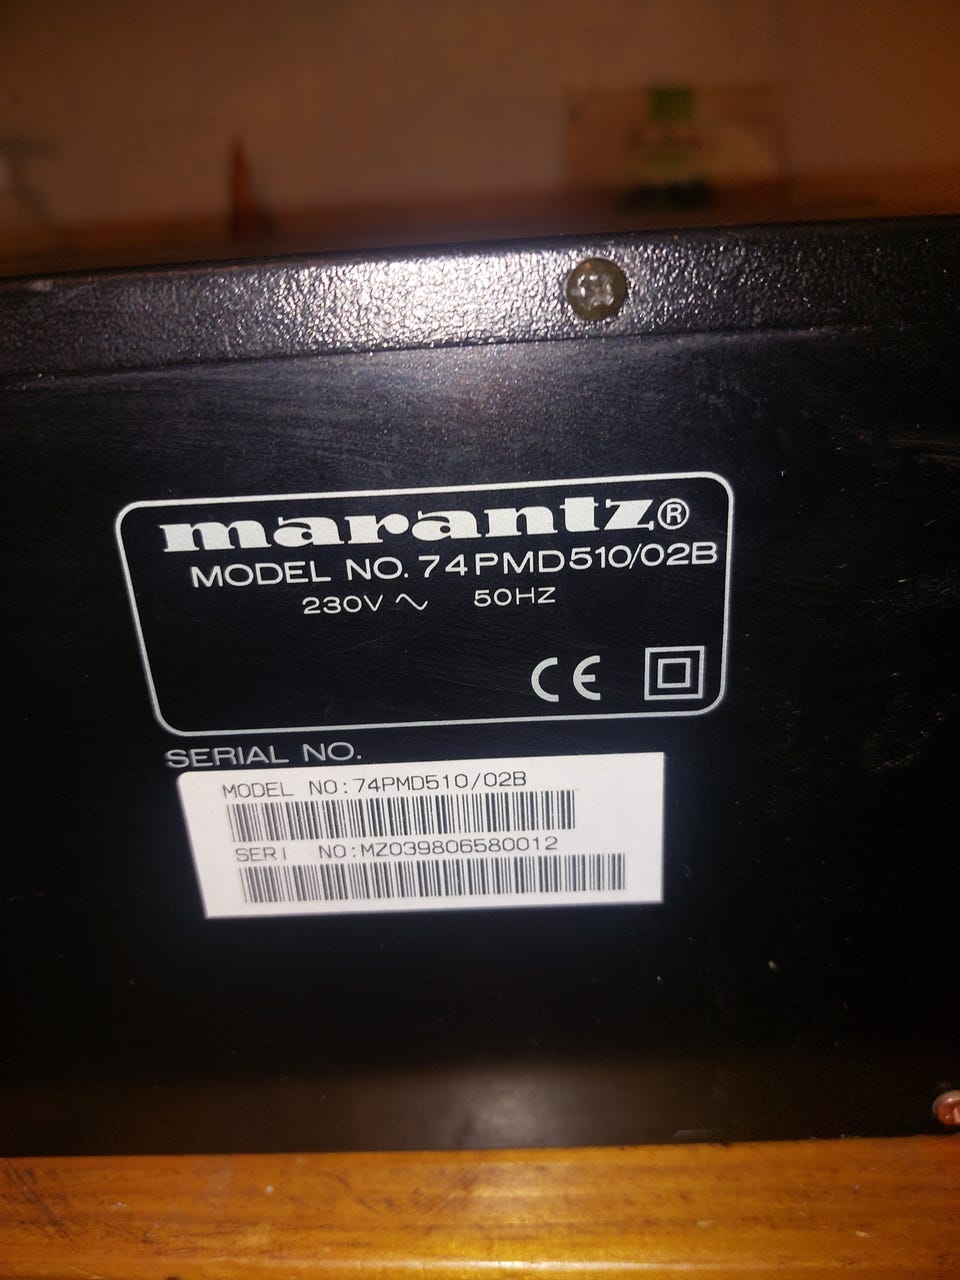 marantz®
MODEL NO. 74PMD510/02B
230V ~ 50HZ
CE
SERIAL NO.
MODEL NO:74PMD510/02B
SERI NO:MZ039806580012